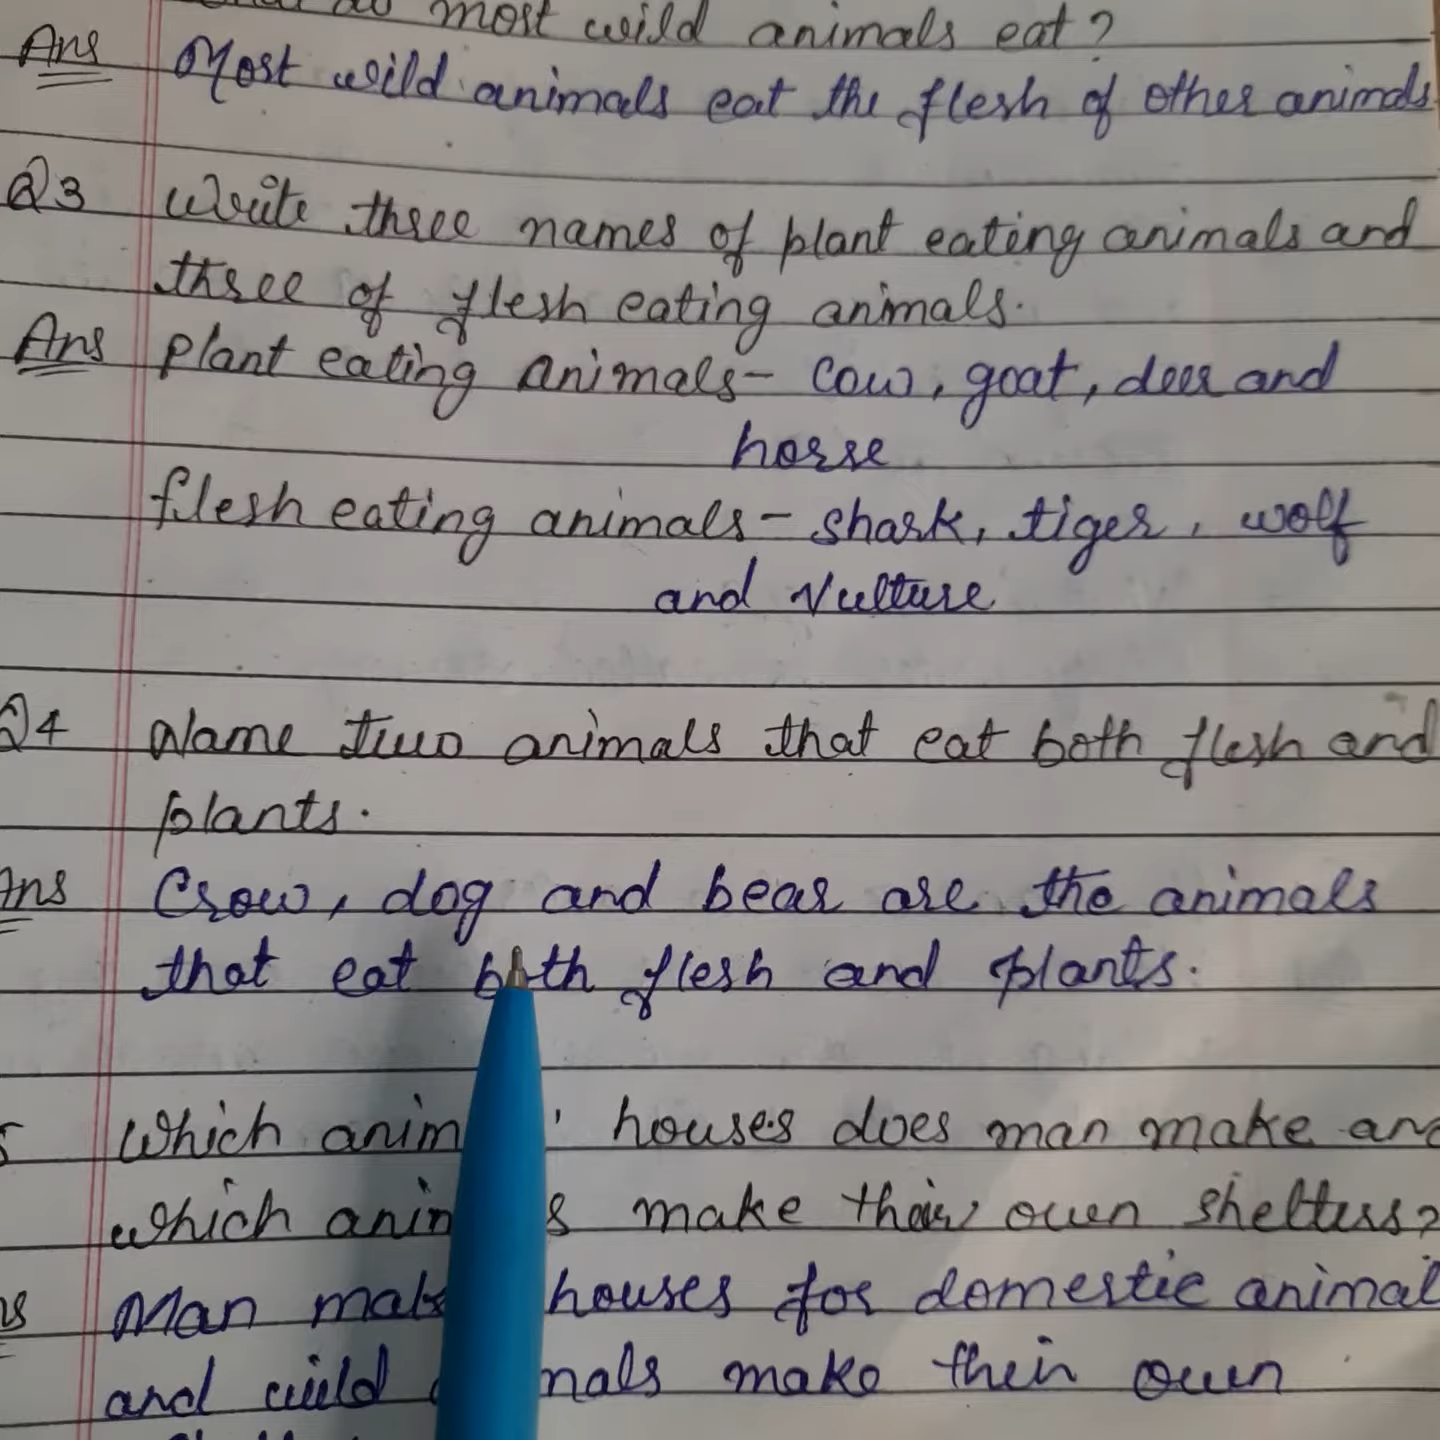 most wild animals eat?
Ans Most wild animals eat the flesh of other animals
Q3 Write three names of plant eating animals and
three of flesh eating animals.
Ans plant eating animals- Cow, goat, deer and
horse
flesh eating animals- shark, tiger, wolf
and Vulture
Q4 Name two animals that eat both flesh and
plants.
Ans Crow, dog and bear are the animals
that eat both flesh and plants.
Which houses does man make
which make their own shelters?
Man houses for domestic animal
and wild make their own